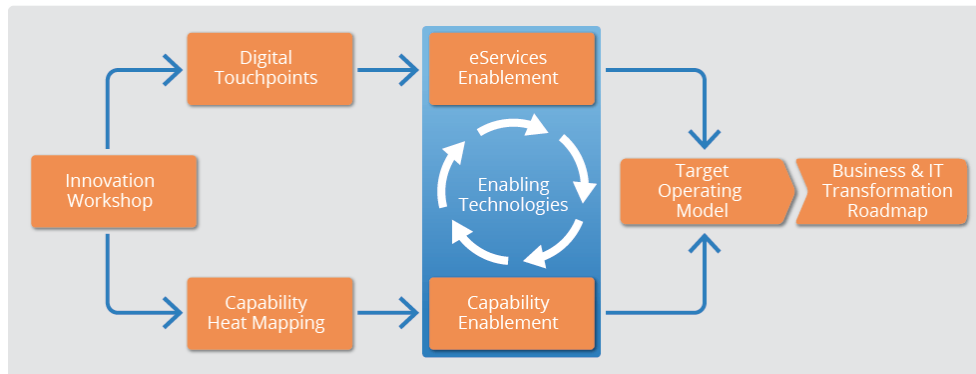 Digital
Touchpoints
eServices
Enablement
Innovation
Workshop
Enabling
Technologies
Target
Operating
Model
Business & IT
Transformation
Roadmap
Capability
Heat Mapping
Capability
Enablement